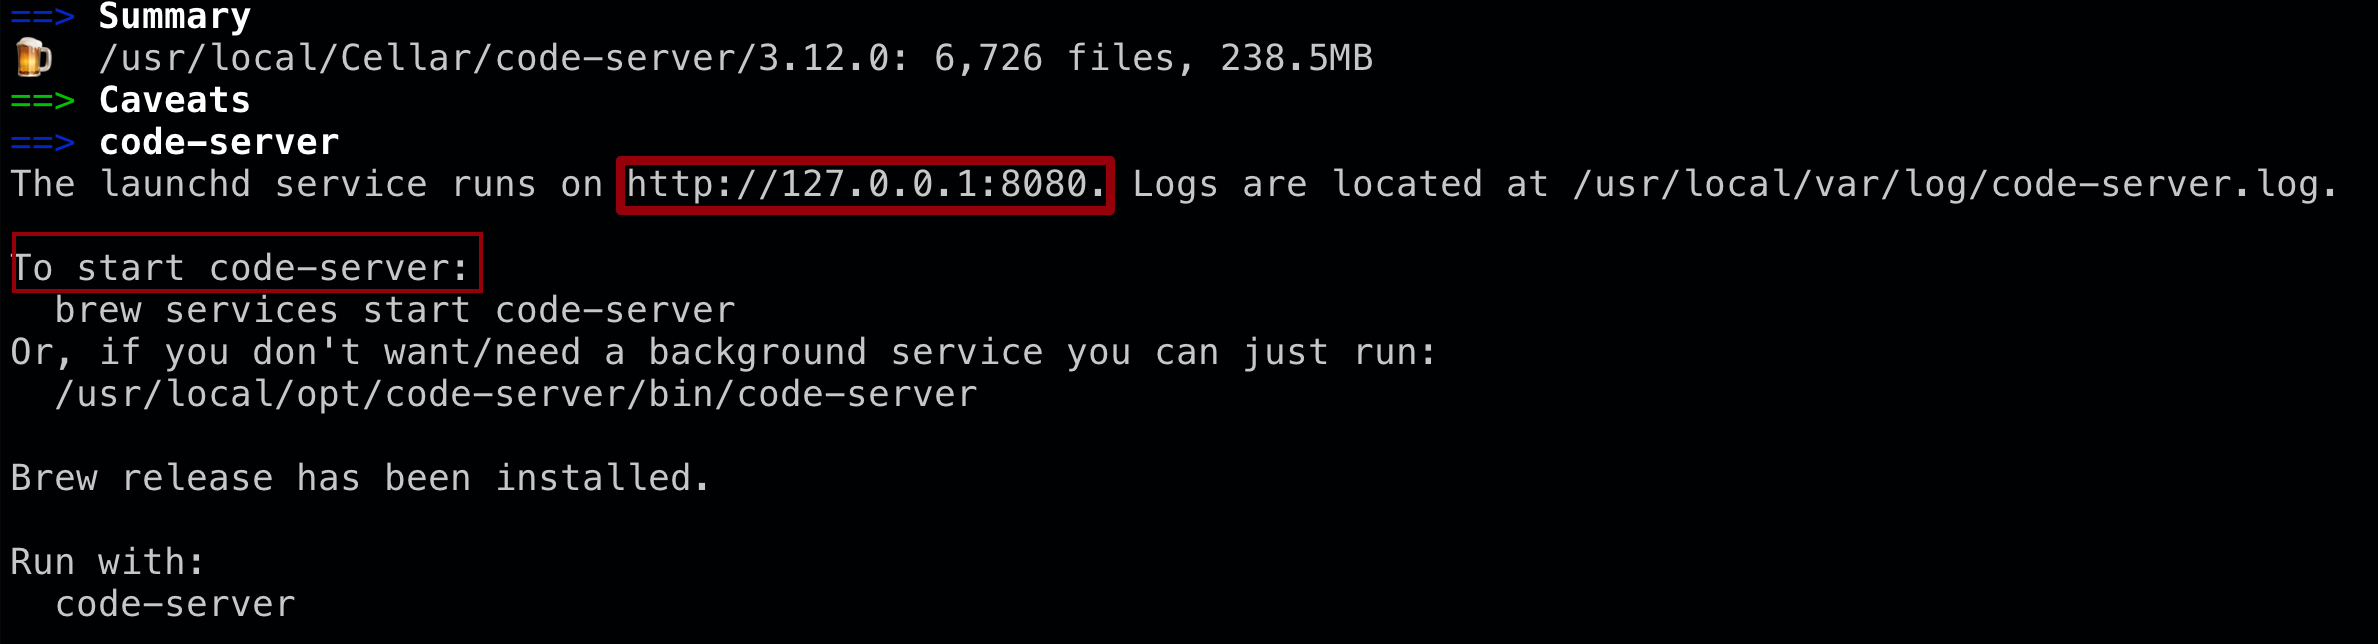 ==> Summary
🍺 /usr/local/Cellar/code-server/3.12.0: 6,726 files, 238.5MB
==> Caveats
==> code-server
The launchd service runs on http://127.0.0.1:8080. Logs are located at /usr/local/var/log/code-server.log.
To start code-server:
brew services start code-server
Or, if you don't want/need a background service you can just run:
/usr/local/opt/code-server/bin/code-server
Brew release has been installed.
Run with:
code-server